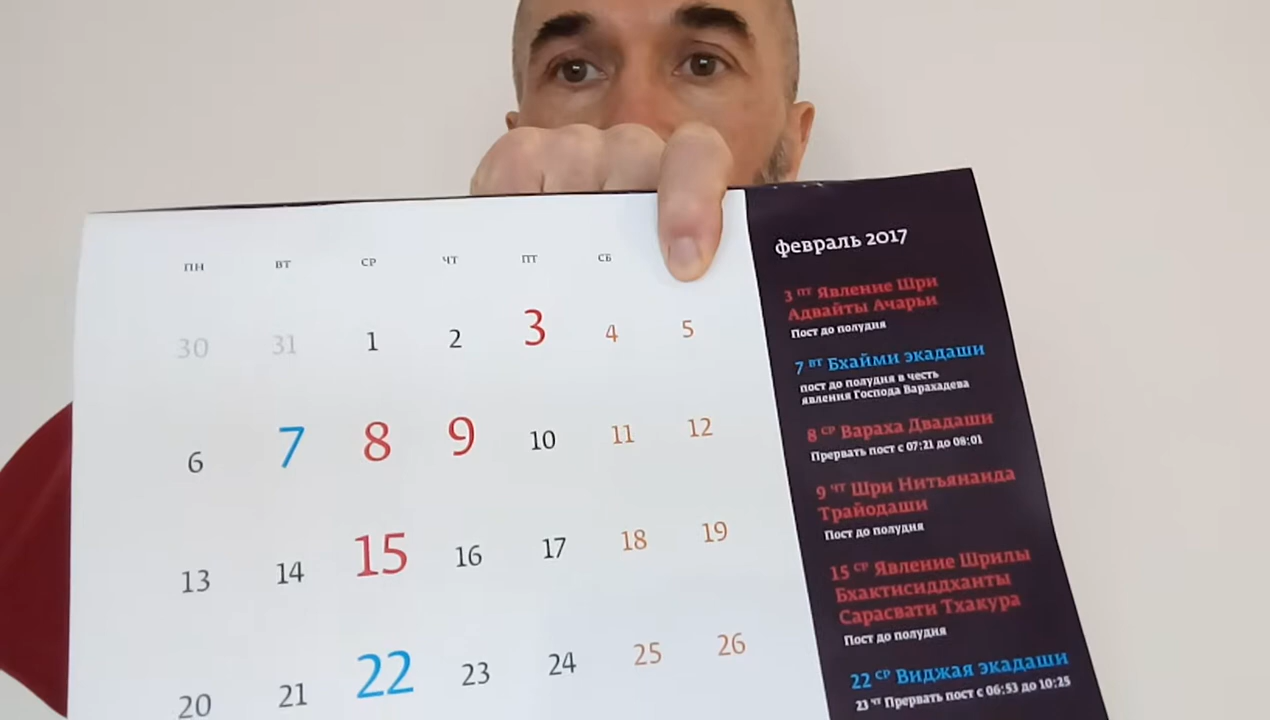 ПН ВТ СР ЧТ ПТ СБ
30 31 1 2 3 4 5
6 7 8 9 10 11 12
13 14 15 16 17 18 19
20 21 22 23 24 25 26
февраль 2017
3 ПТ Явление Шри
Адвайты Ачарьи
Пост до полудня
7 ВТ Бхайми экадаши
пост до полудня в честь
явления Господа Варахадева
8 СР Вараха Двадаши
Прервать пост с 07:21 до 08:01
9 ЧТ Шри Нитьянанда
Трайодаши
Пост до полудня
15 СР Явление Шрилы
Бхактисиддханты
Сарасвати Тхакура
Пост до полудня
22 СР Виджая экадаши
23 ЧТ Прервать пост с 06:53 до 10:25